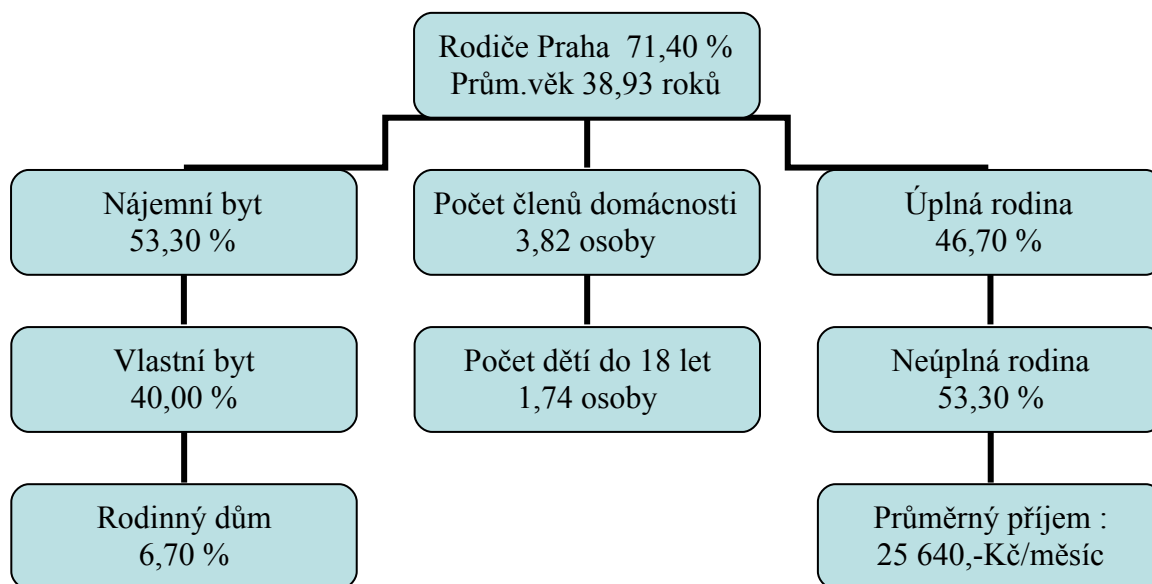 Rodiče Praha  71,40 %
Prům.věk 38,93 roků
Nájemní byt
53,30 %
Počet členů domácnosti
3,82 osoby
Úplná rodina
46,70 %
Vlastní byt
40,00 %
Počet dětí do 18 let
1,74 osoby
Neúplná rodina
53,30 %
Rodinný dům
6,70 %
Průměrný příjem :
25 640,-Kč/měsíc